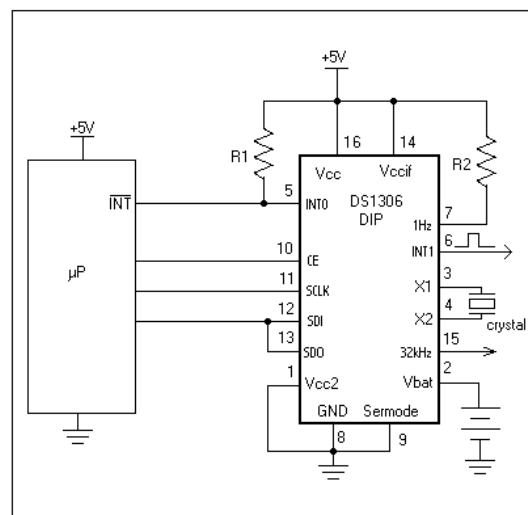 +5V
+5V
R1
16
14
Vcc
Vccif
R2
INT
5
INT0
DS1306
DIP
7
1Hz
6
INT1
µP
10
CE
3
X1
11
SCLK
4
X2
crystal
12
SDI
13
SDO
15
32kHz
1
Vcc2
2
Vbat
GND
Sermode
8
9